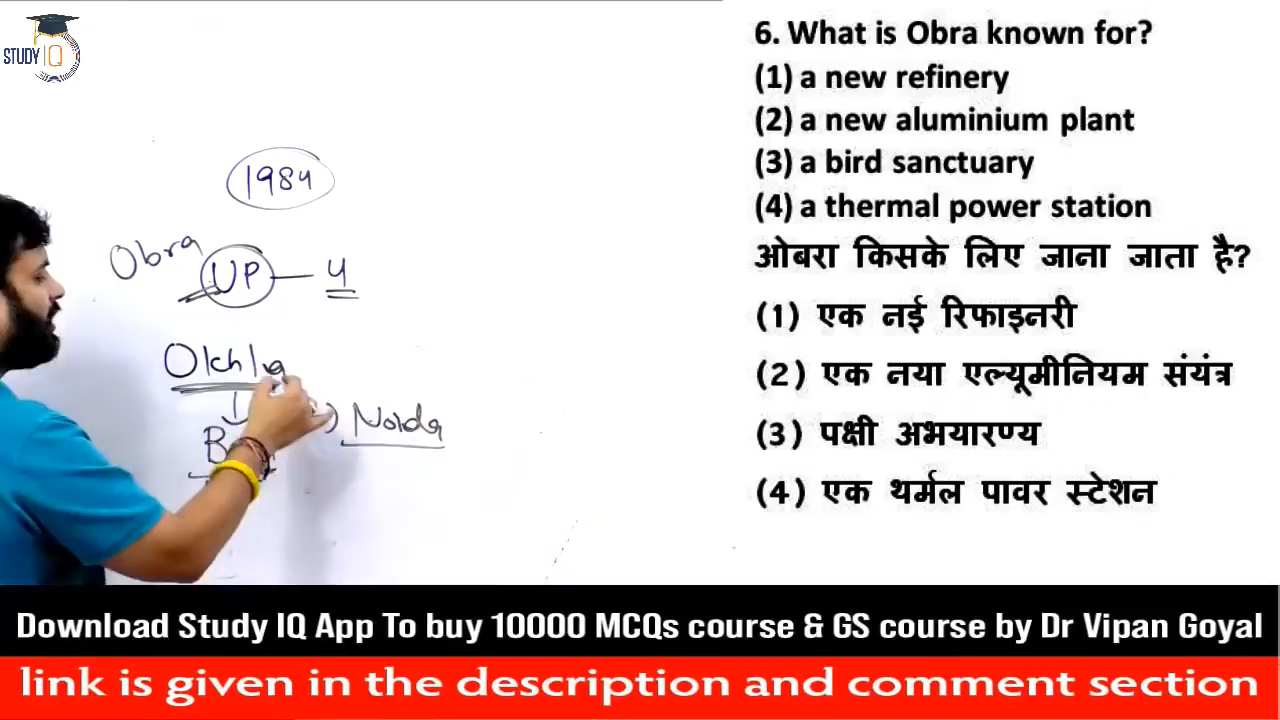 STUDY IQ
1984
Obra
UP — 4
Okhla
Noida
6. What is Obra known for?
(1) a new refinery
(2) a new aluminium plant
(3) a bird sanctuary
(4) a thermal power station
ओबरा किसके लिए जाना जाता है?
(1) एक नई रिफाइनरी
(2) एक नया एल्यूमीनियम संयंत्र
(3) पक्षी अभयारण्य
(4) एक थर्मल पावर स्टेशन
Download Study IQ App To buy 10000 MCQs course & GS course by Dr Vipan Goyal
link is given in the description and comment section